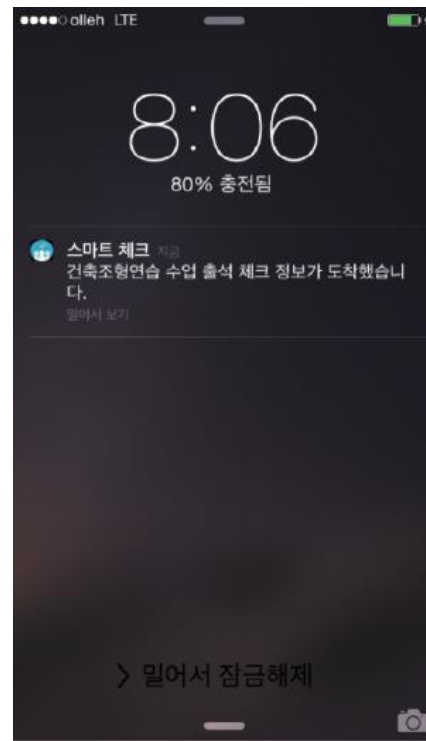 olleh LTE
8:06
80% 충전됨
스마트 체크 지금
건축조형연습 수업 출석 체크 정보가 도착했습니
다.
밀어서 보기
> 밀어서 잠금해제